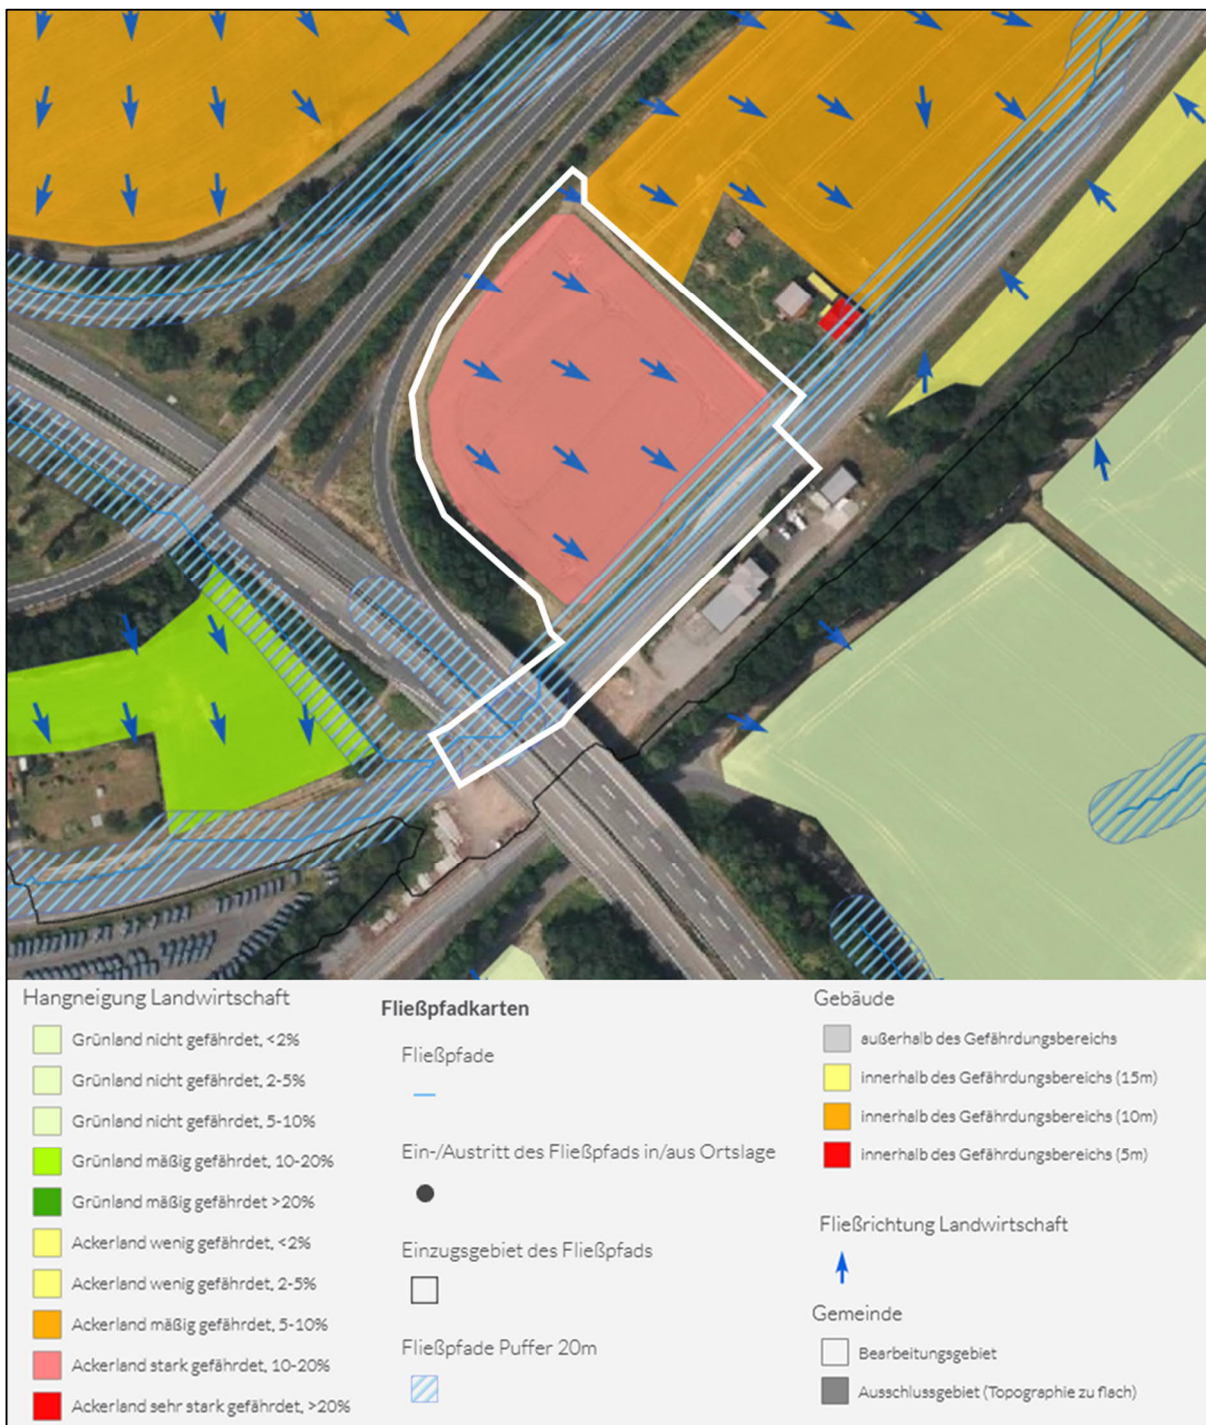 Hangneigung Landwirtschaft
Grünland nicht gefährdet, <2%
Grünland nicht gefährdet, 2-5%
Grünland nicht gefährdet, 5-10%
Grünland mäßig gefährdet, 10-20%
Grünland mäßig gefährdet >20%
Ackerland wenig gefährdet, <2%
Ackerland wenig gefährdet, 2-5%
Ackerland mäßig gefährdet, 5-10%
Ackerland stark gefährdet, 10-20%
Ackerland sehr stark gefährdet, >20%
Fließpfadkarten
Fließpfade
Ein-/Austritt des Fließpfads in/aus Ortslage
Einzugsgebiet des Fließpfads
Fließpfade Puffer 20m
Gebäude
außerhalb des Gefährdungsbereichs
innerhalb des Gefährdungsbereichs (15m)
innerhalb des Gefährdungsbereichs (10m)
innerhalb des Gefährdungsbereichs (5m)
Fließrichtung Landwirtschaft
Gemeinde
Bearbeitungsgebiet
Ausschlussgebiet (Topographie zu flach)